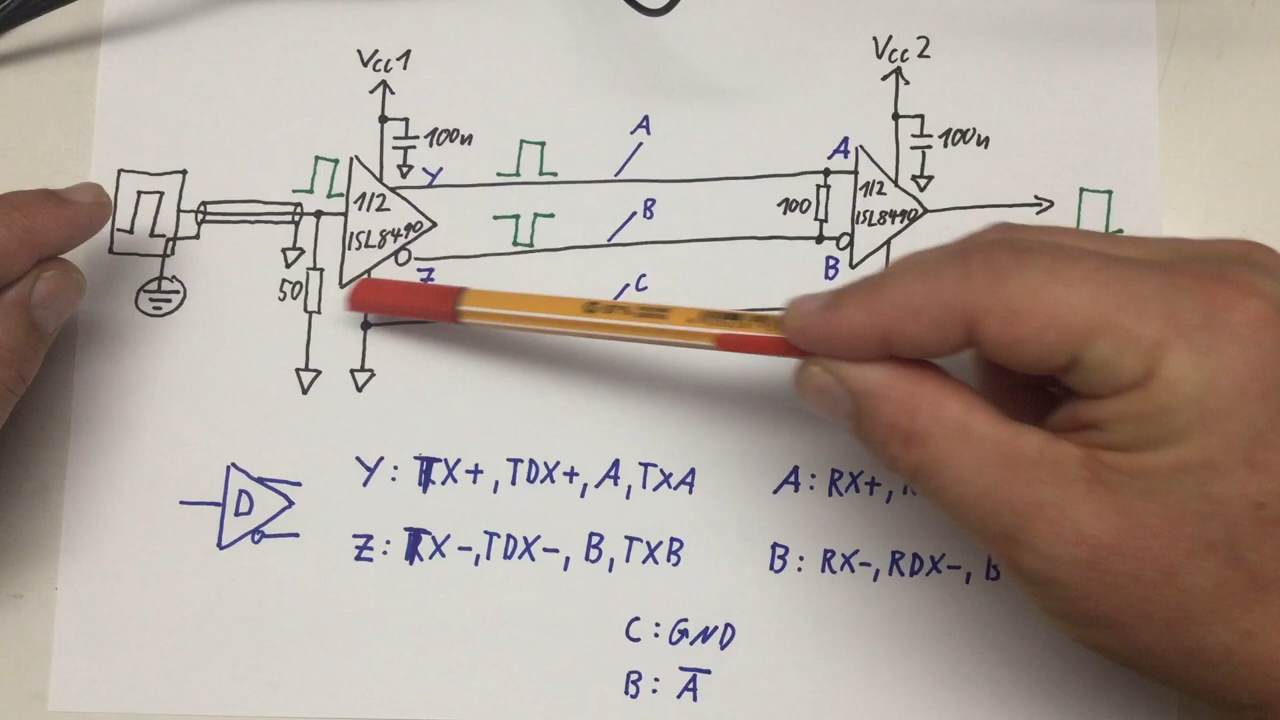 Vcc1
Vcc2
100n
100n
A
Y
A
1/2
ISL8490
B
100
1/2
ISL8490
50
Z
C
B
D
Y: TX+, TDX+, A, TXA
A: RX+,
Z: TX-, TDX-, B, TXB
B: RX-, RDX-, B
C: GND
B: A̅